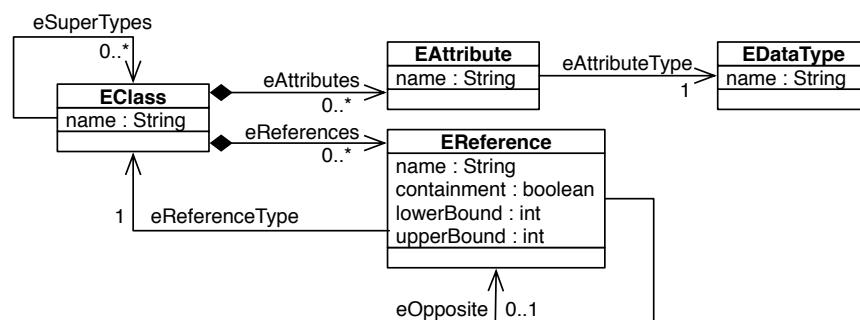 eSuperTypes
0..*
EClass
name : String
eAttributes
0..*
EAttribute
name : String
eAttributeType
1
EDataType
name : String
eReferences
0..*
EReference
name : String
containment : boolean
lowerBound : int
upperBound : int
1 eReferenceType
eOpposite 0..1